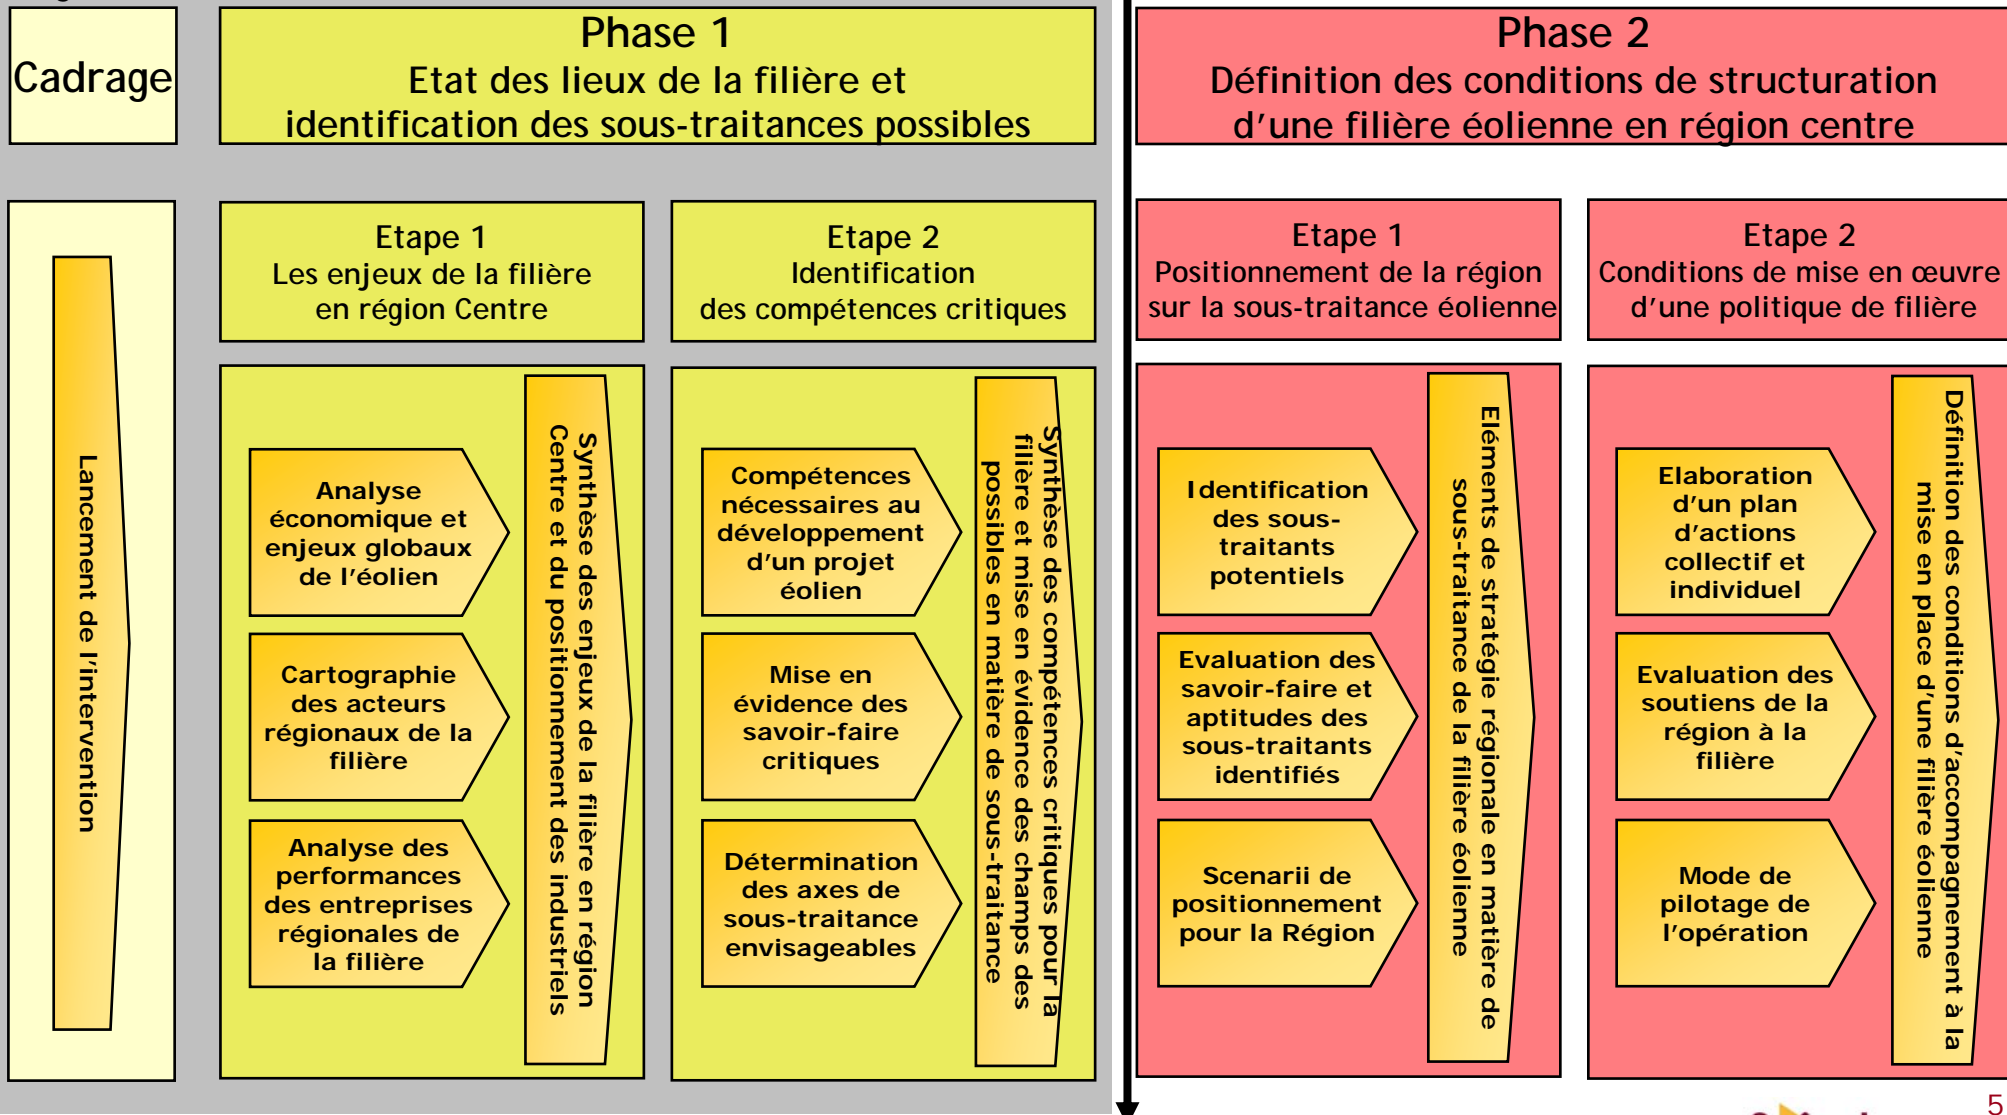 Cadrage
Phase 1
Etat des lieux de la filière et
identification des sous-traitances possibles
Phase 2
Définition des conditions de structuration
d'une filière éolienne en région centre
Lancement de l'intervention
Etape 1
Les enjeux de la filière
en région Centre
Analyse
économique et
enjeux globaux
de l'éolien
Cartographie
des acteurs
régionaux de la
filière
Analyse des
performances
des entreprises
régionales de
la filière
Synthèse des enjeux de la filière en région
Centre et du positionnement des industriels
Etape 2
Identification
des compétences critiques
Compétences
nécessaires au
développement
d'un projet
éolien
Mise en
évidence des
savoir-faire
critiques
Détermination
des axes de
sous-traitance
envisageables
Synthèse des compétences critiques pour la
filière et mise en évidence des champs des
possibles en matière de sous-traitance
Etape 1
Positionnement de la région
sur la sous-traitance éolienne
Identification
des sous-
traitants
potentiels
Evaluation des
savoir-faire et
aptitudes des
sous-traitants
identifiés
Scenarii de
positionnement
pour la Région
Eléments de stratégie régionale en matière de
sous-traitance de la filière éolienne
Etape 2
Conditions de mise en œuvre
d'une politique de filière
Elaboration
d'un plan
d'actions
collectif et
individuel
Evaluation des
soutiens de la
région à la
filière
Mode de
pilotage de
l'opération
Définition des conditions d'accompagnement à la
mise en place d'une filière éolienne
5